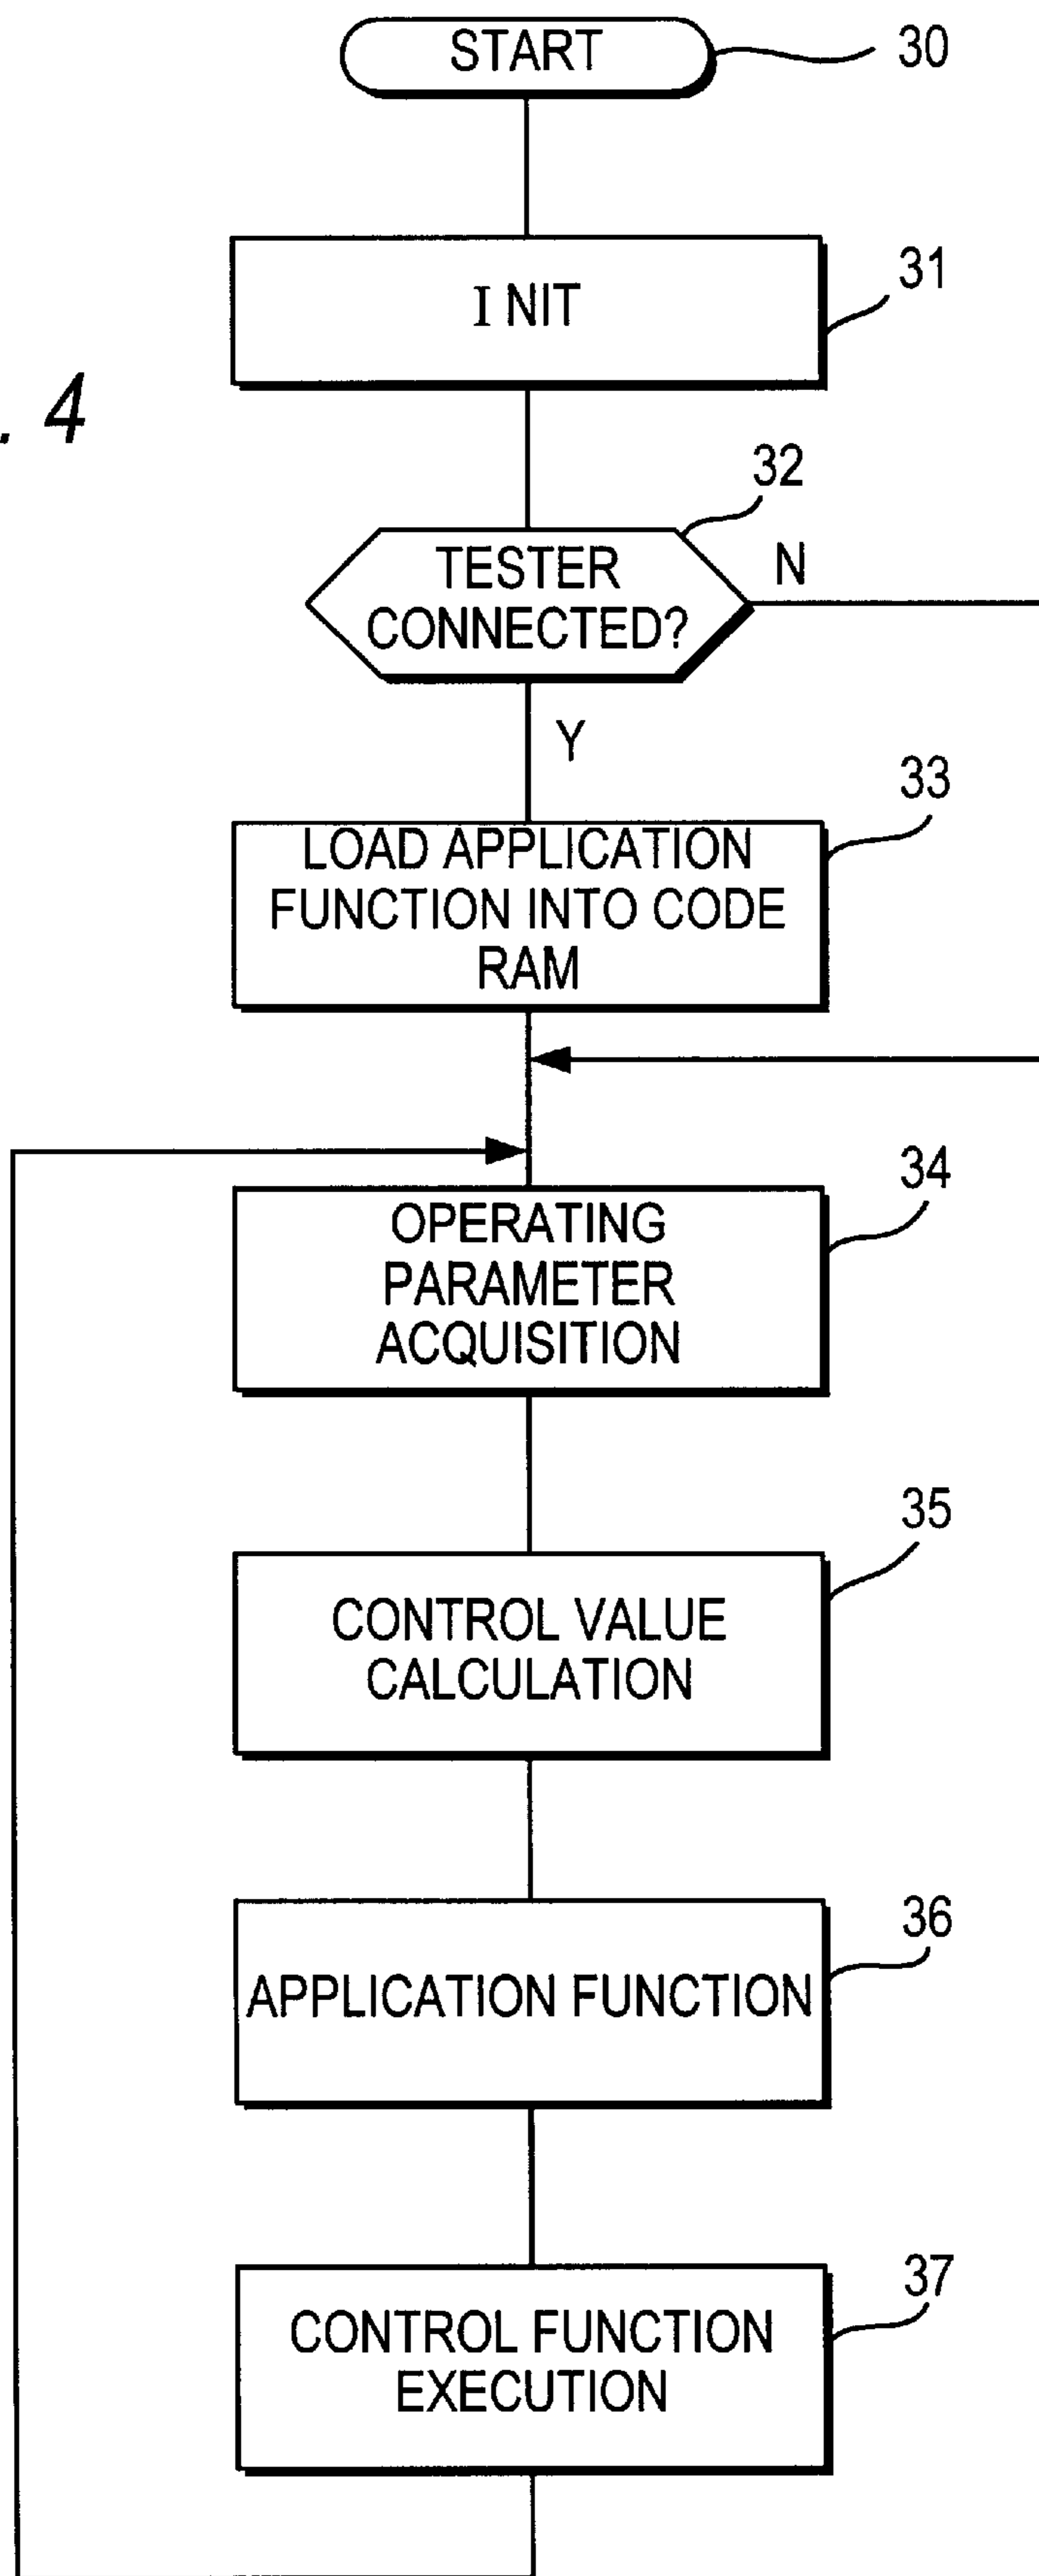 START
30
I NIT
31
. 4
32
TESTER
CONNECTED?
N
Y
33
LOAD APPLICATION
FUNCTION INTO CODE
RAM
34
OPERATING
PARAMETER
ACQUISITION
35
CONTROL VALUE
CALCULATION
36
APPLICATION FUNCTION
37
CONTROL FUNCTION
EXECUTION